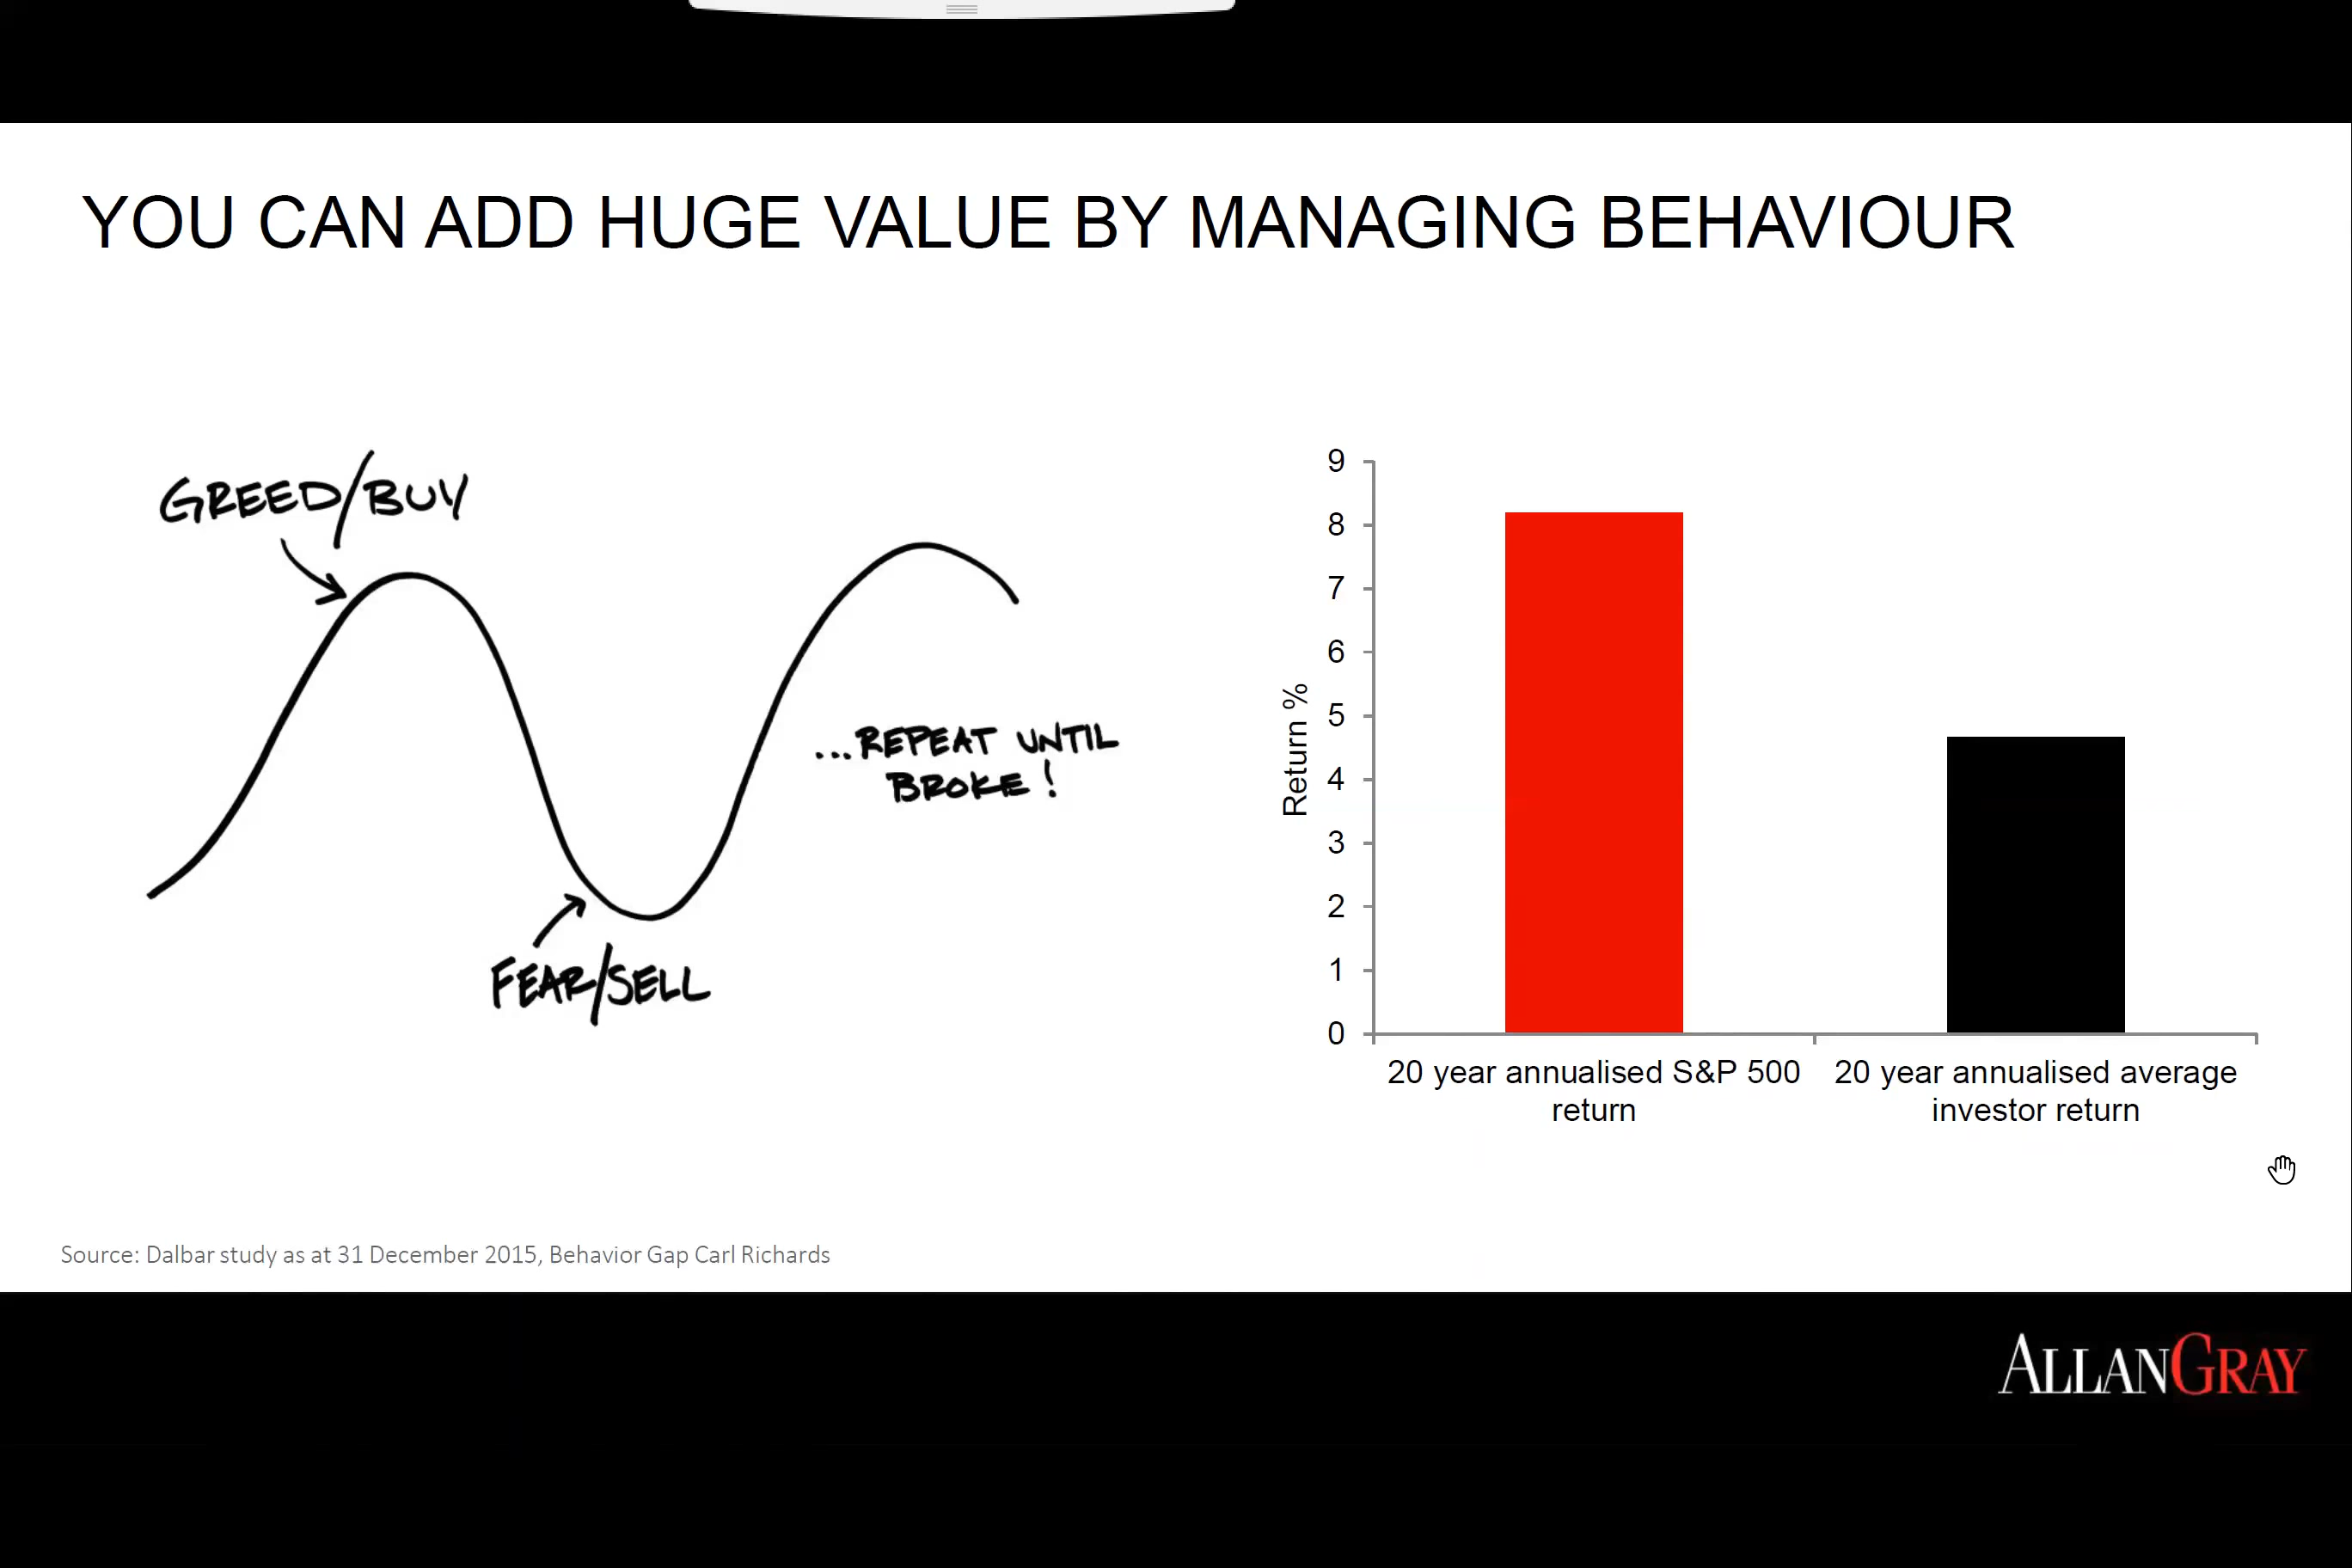 YOU CAN ADD HUGE VALUE BY MANAGING BEHAVIOUR
GREED/BUY
FEAR/SELL
...REPEAT UNTIL
BROKE!
Return %
9
8
7
6
5
4
3
2
1
0
20 year annualised S&P 500
return
20 year annualised average
investor return
Source: Dalbar study as at 31 December 2015, Behavior Gap Carl Richards
ALLANGRAY